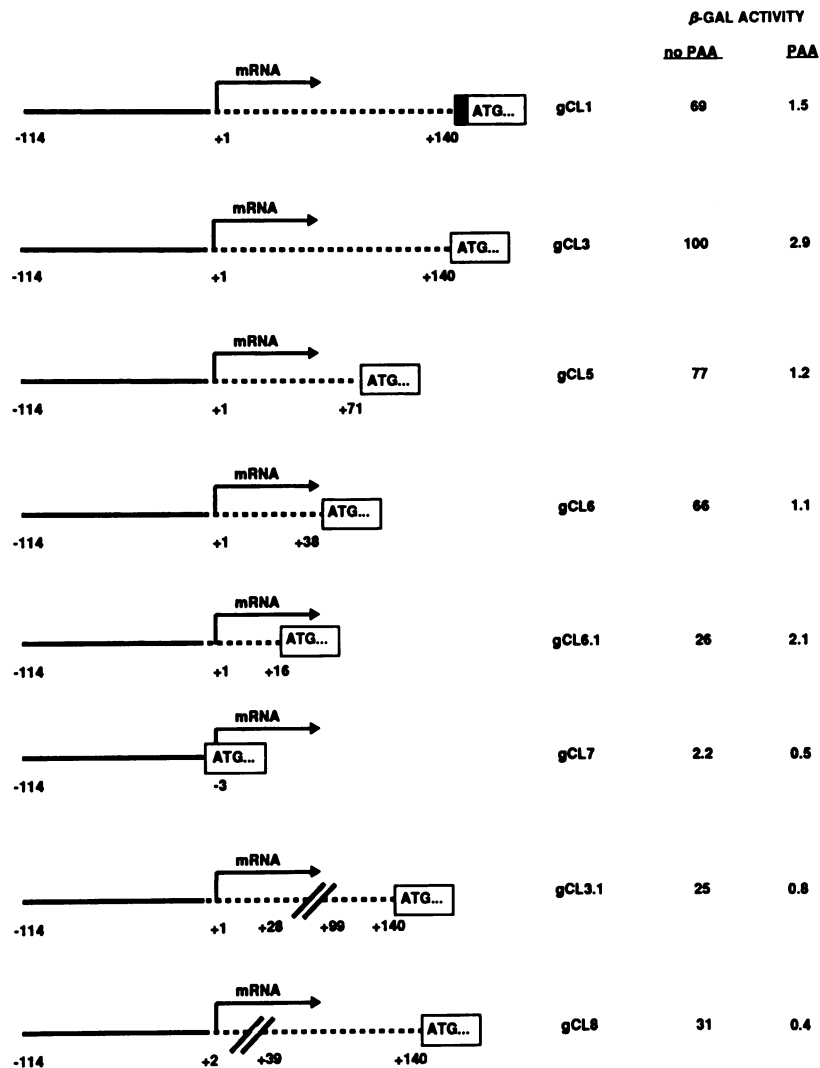 β-GAL ACTIVITY
no PAA PAA
mRNA
ATG... gCL1 69 1.5
-114 +1 +140
mRNA
ATG... gCL3 100 2.9
-114 +1 +140
mRNA
ATG... gCL5 77 1.2
-114 +1 +71
mRNA
ATG... gCL6 66 1.1
-114 +1 +38
mRNA
ATG... gCL6.1 26 2.1
-114 +1 +16
mRNA
ATG... gCL7 2.2 0.5
-114 -3
mRNA
ATG... gCL3.1 25 0.8
-114 +1 +28 +99 +140
mRNA
ATG... gCL8 31 0.4
-114 +2 +39 +140